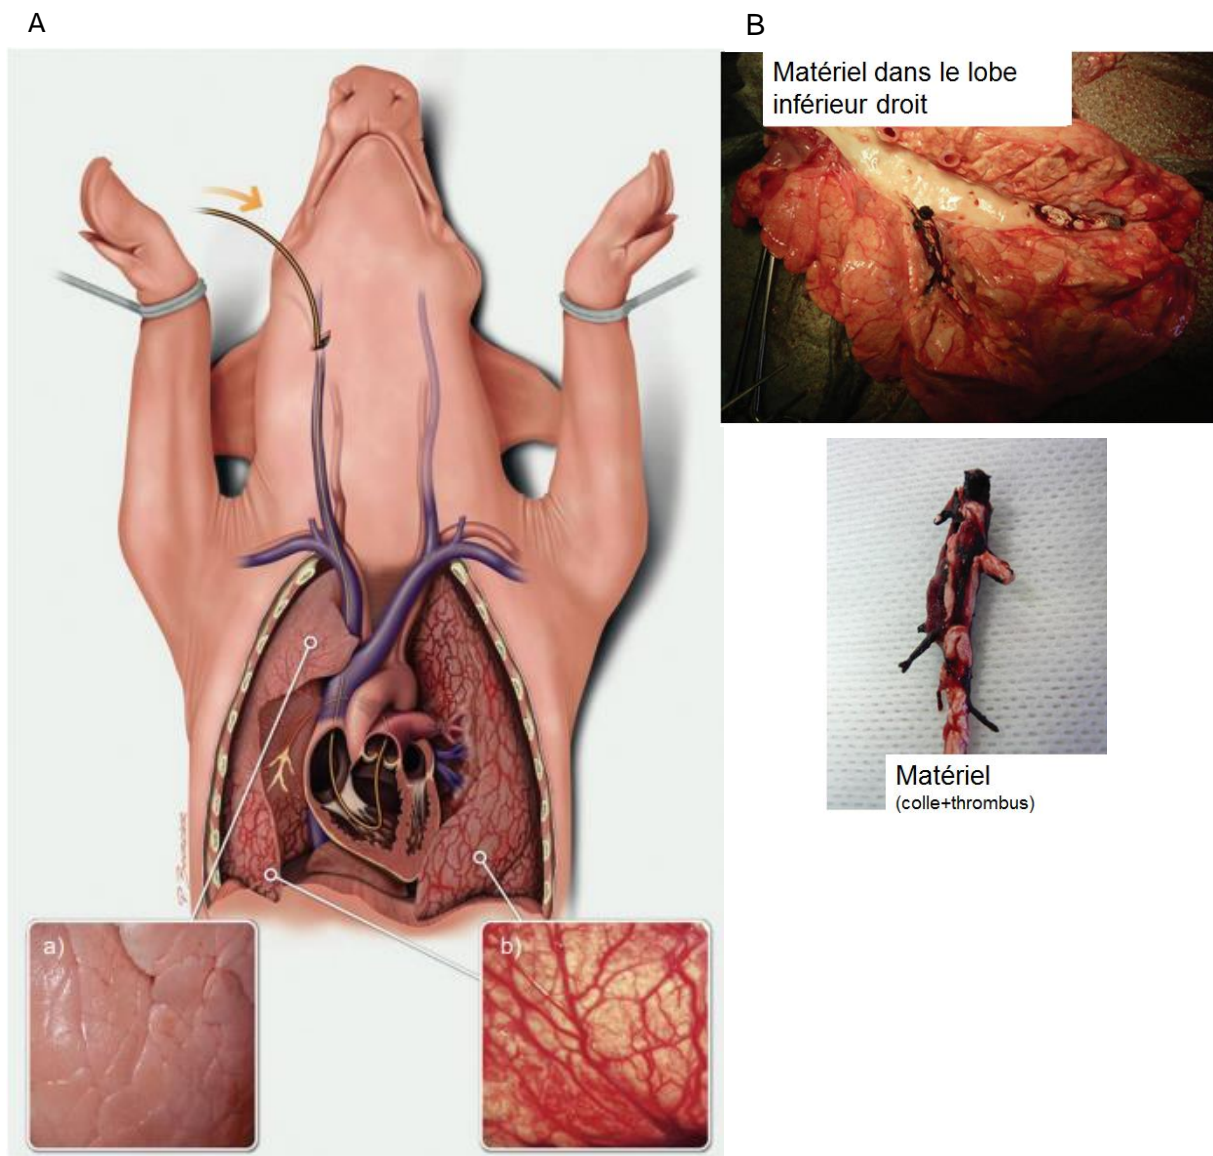 A
B
Matériel dans le lobe
inférieur droit
Matériel
(colle+thrombus)
a)
b)